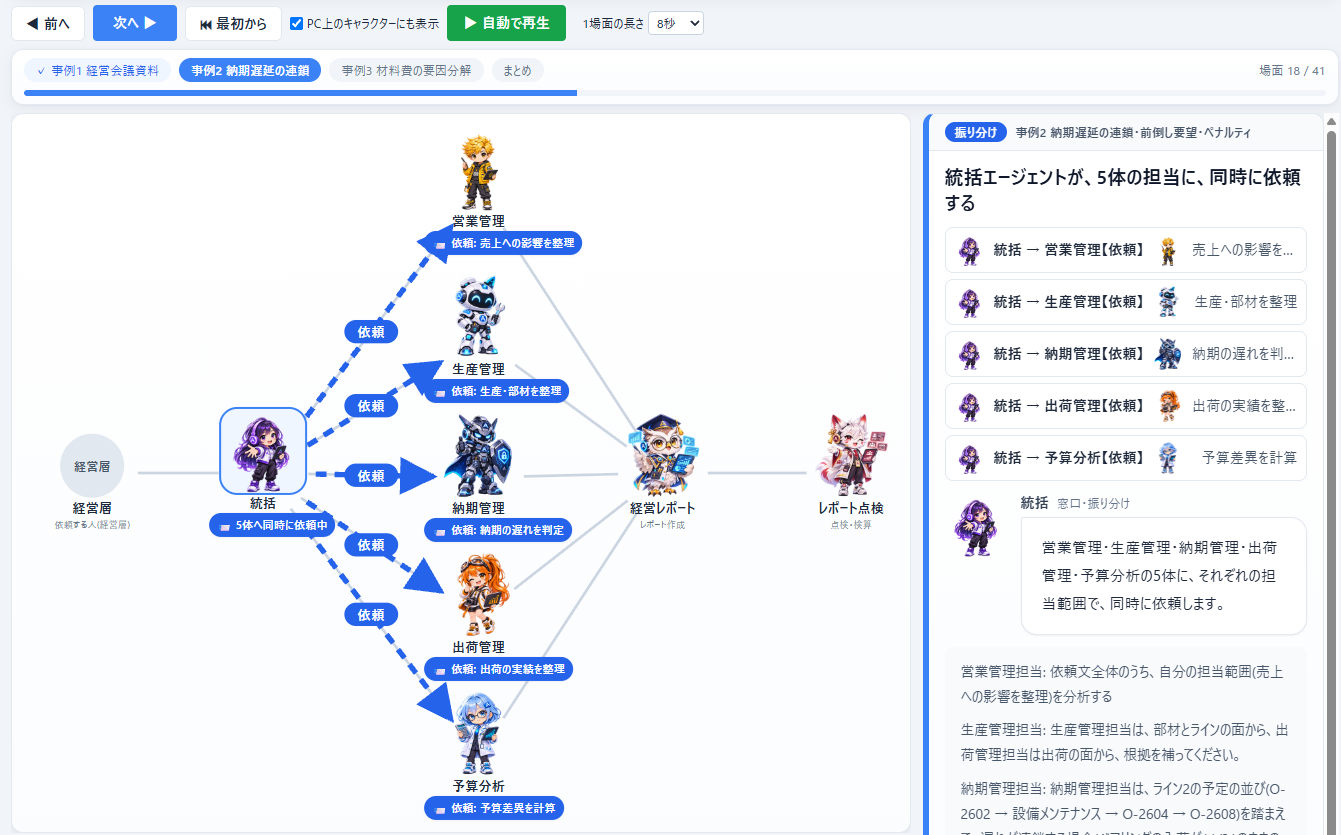 ◀ 前へ
次へ ▶
⏮ 最初から
PC上のキャラクターにも表示
▶ 自動で再生
1場面の長さ
8秒
✓ 事例1 経営会議資料
事例2 納期遅延の連鎖
事例3 材料費の要因分解
まとめ
場面 18 / 41
営業管理
依頼: 売上への影響を整理
依頼
生産管理
依頼: 生産・部材を整理
依頼
経営層
経営層
依頼する人(経営層)
統括
5体へ同時に依頼中
依頼
納期管理
依頼: 納期の遅れを判定
経営レポート
レポート作成
レポート点検
点検・検算
依頼
出荷管理
依頼: 出荷の実績を整理
依頼
予算分析
依頼: 予算差異を計算
振り分け
事例2 納期遅延の連鎖・前倒し要望・ペナルティ
統括エージェントが、5体の担当に、同時に依頼
する
統括 → 営業管理【依頼】 売上への影響を…
統括 → 生産管理【依頼】 生産・部材を整理
統括 → 納期管理【依頼】 納期の遅れを判…
統括 → 出荷管理【依頼】 出荷の実績を整…
統括 → 予算分析【依頼】 予算差異を計算
統括 窓口・振り分け
営業管理・生産管理・納期管理・出荷
管理・予算分析の5体に、それぞれの担
当範囲で、同時に依頼します。
営業管理担当: 依頼文全体のうち、自分の担当範囲(売上
への影響を整理)を分析する
生産管理担当: 生産管理担当は、部材とラインの面から、出
荷管理担当は出荷の面から、根拠を補ってください。
納期管理担当: 納期管理担当は、ライン2の予定の並び(O-
2602 → 設備メンテナンス → O-2604 → O-2608)を踏まえ